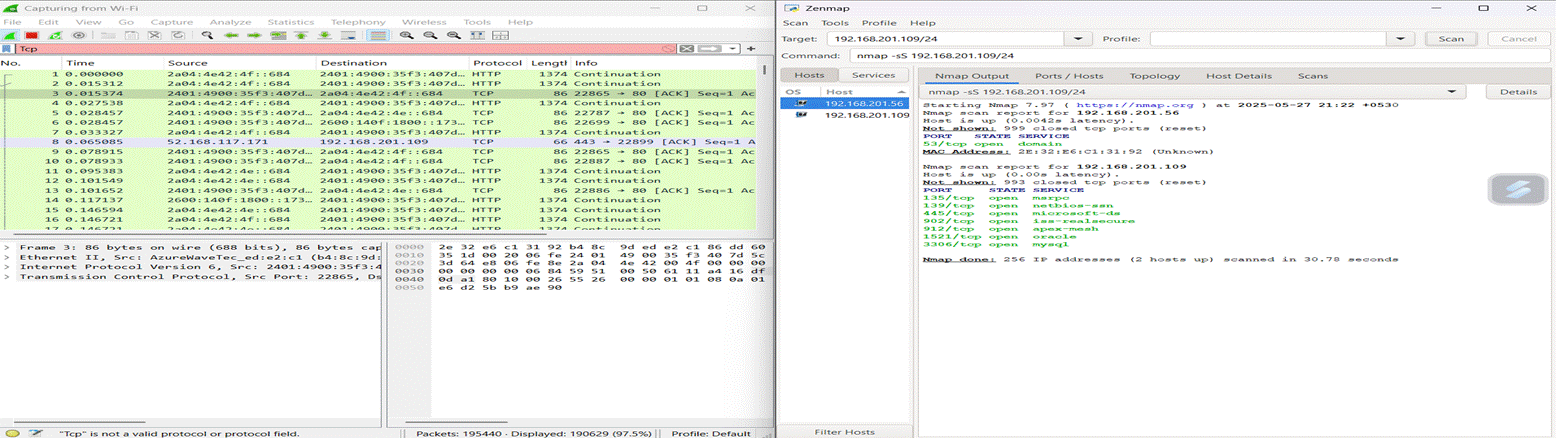 Capturing from Wi-Fi
File Edit View Go Capture Analyze Statistics Telephony Wireless Tools Help
Tcp
No. Time Source Destination Protocol Lengtl Info
1 0.000000 2a04:4e42:4f::684 2401:4900:35f3:407d... HTTP 1374 Continuation
2 0.015312 2a04:4e42:4f::684 2401:4900:35f3:407d... HTTP 1374 Continuation
3 0.015374 2401:4900:35f3:407d... 2a04:4e42:4f::684 TCP 86 22865 → 80 [ACK] Seq=1 Ac
4 0.027538 2a04:4e42:4e::684 2401:4900:35f3:407d... HTTP 1374 Continuation
5 0.028457 2401:4900:35f3:407d... 2a04:4e42:4e::684 TCP 86 22787 → 80 [ACK] Seq=1 Ac
6 0.028457 2401:4900:35f3:407d... 2600:140f:1800::173... TCP 86 22699 → 80 [ACK] Seq=1 Ac
7 0.033327 2a04:4e42:4f::684 2401:4900:35f3:407d... HTTP 1374 Continuation
8 0.065085 52.168.117.171 192.168.201.109 TCP 66 443 → 22899 [ACK] Seq=1 A
9 0.078915 2401:4900:35f3:407d... 2a04:4e42:4f::684 TCP 86 22865 → 80 [ACK] Seq=1 Ac
10 0.078933 2401:4900:35f3:407d... 2a04:4e42:4e::684 TCP 86 22887 → 80 [ACK] Seq=1 Ac
11 0.095383 2a04:4e42:4e::684 2401:4900:35f3:407d... HTTP 1374 Continuation
12 0.101549 2a04:4e42:4e::684 2401:4900:35f3:407d... HTTP 1374 Continuation
13 0.101652 2401:4900:35f3:407d... 2a04:4e42:4e::684 TCP 86 22886 → 80 [ACK] Seq=1 Ac
14 0.117137 2600:140f:1800::173... 2401:4900:35f3:407d... HTTP 1374 Continuation
15 0.146594 2a04:4e42:4e::684 2401:4900:35f3:407d... HTTP 1374 Continuation
16 0.146721 2a04:4e42:4f::684 2401:4900:35f3:407d... HTTP 1374 Continuation
Frame 3: 86 bytes on wire (688 bits), 86 bytes cap
Ethernet II, Src: AzureWaveTec_ed:e2:c1 (b4:8c:9d:
Internet Protocol Version 6, Src: 2401:4900:35f3:4
Transmission Control Protocol, Src Port: 22865, Ds
0000 2e 32 e6 c1 31 92 b4 8c 9d ed e2 c1 86 dd 60
0010 35 1d 00 20 06 fe 24 01 49 00 35 f3 40 7d 5c
0020 3d 64 e8 06 fe 8e 2a 04 4e 42 00 4f 00 00 00
0030 00 00 00 00 06 84 59 51 00 50 61 11 a4 16 df
0040 0d a1 80 10 00 26 55 26 00 00 01 01 08 0a 01
0050 e6 d2 5b b9 ae 90
"Tcp" is not a valid protocol or protocol field.
Packets: 195440 · Displayed: 190629 (97.5%) Profile: Default
Zenmap
Scan Tools Profile Help
Target: 192.168.201.109/24 Profile: Scan Cancel
Command: nmap -sS 192.168.201.109/24
Hosts Services
OS Host
192.168.201.56
192.168.201.109
Filter Hosts
Nmap Output Ports / Hosts Topology Host Details Scans
nmap -sS 192.168.201.109/24 Details
Starting Nmap 7.97 ( https://nmap.org ) at 2025-05-27 21:22 +0530
Nmap scan report for 192.168.201.56
Host is up (0.0042s latency).
Not shown: 999 closed tcp ports (reset)
PORT STATE SERVICE
53/tcp open domain
MAC Address: 2E:32:E6:C1:31:92 (Unknown)
Nmap scan report for 192.168.201.109
Host is up (0.00s latency).
Not shown: 993 closed tcp ports (reset)
PORT STATE SERVICE
135/tcp open msrpc
139/tcp open netbios-ssn
445/tcp open microsoft-ds
902/tcp open iss-realsecure
912/tcp open apex-mesh
1521/tcp open oracle
3306/tcp open mysql
Nmap done: 256 IP addresses (2 hosts up) scanned in 30.78 seconds